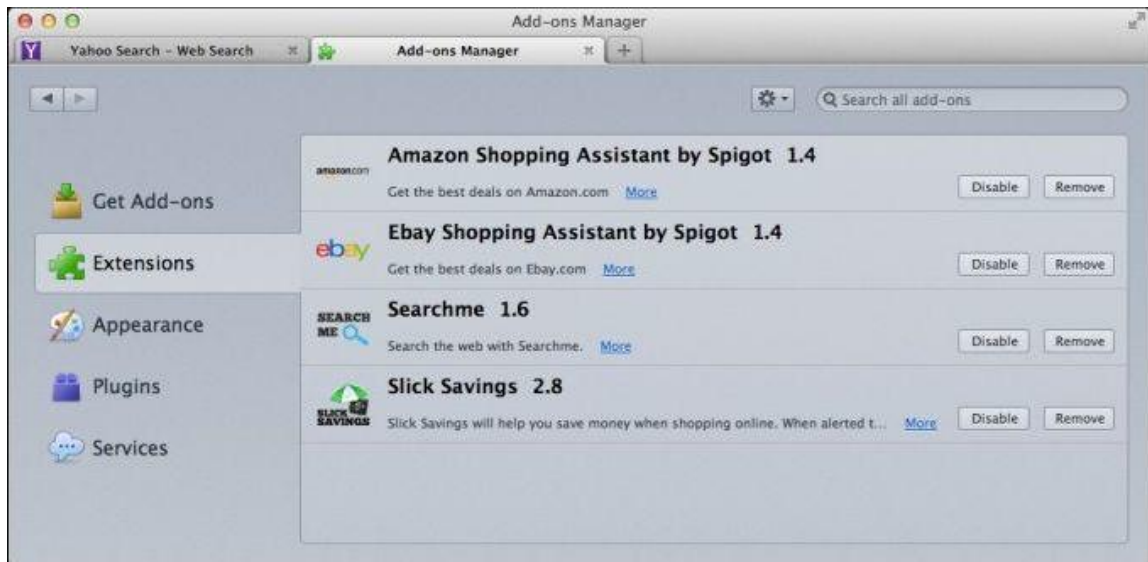 Add-ons Manager
Yahoo Search - Web Search
Add-ons Manager
Search all add-ons
Get Add-ons
Extensions
Appearance
Plugins
Services
amazon.com
Amazon Shopping Assistant by Spigot 1.4
Get the best deals on Amazon.com More
Disable Remove
ebay
Ebay Shopping Assistant by Spigot 1.4
Get the best deals on Ebay.com More
Disable Remove
SEARCH
ME
Searchme 1.6
Search the web with Searchme. More
Disable Remove
SLICK
SAVINGS
Slick Savings 2.8
Slick Savings will help you save money when shopping online. When alerted t... More
Disable Remove